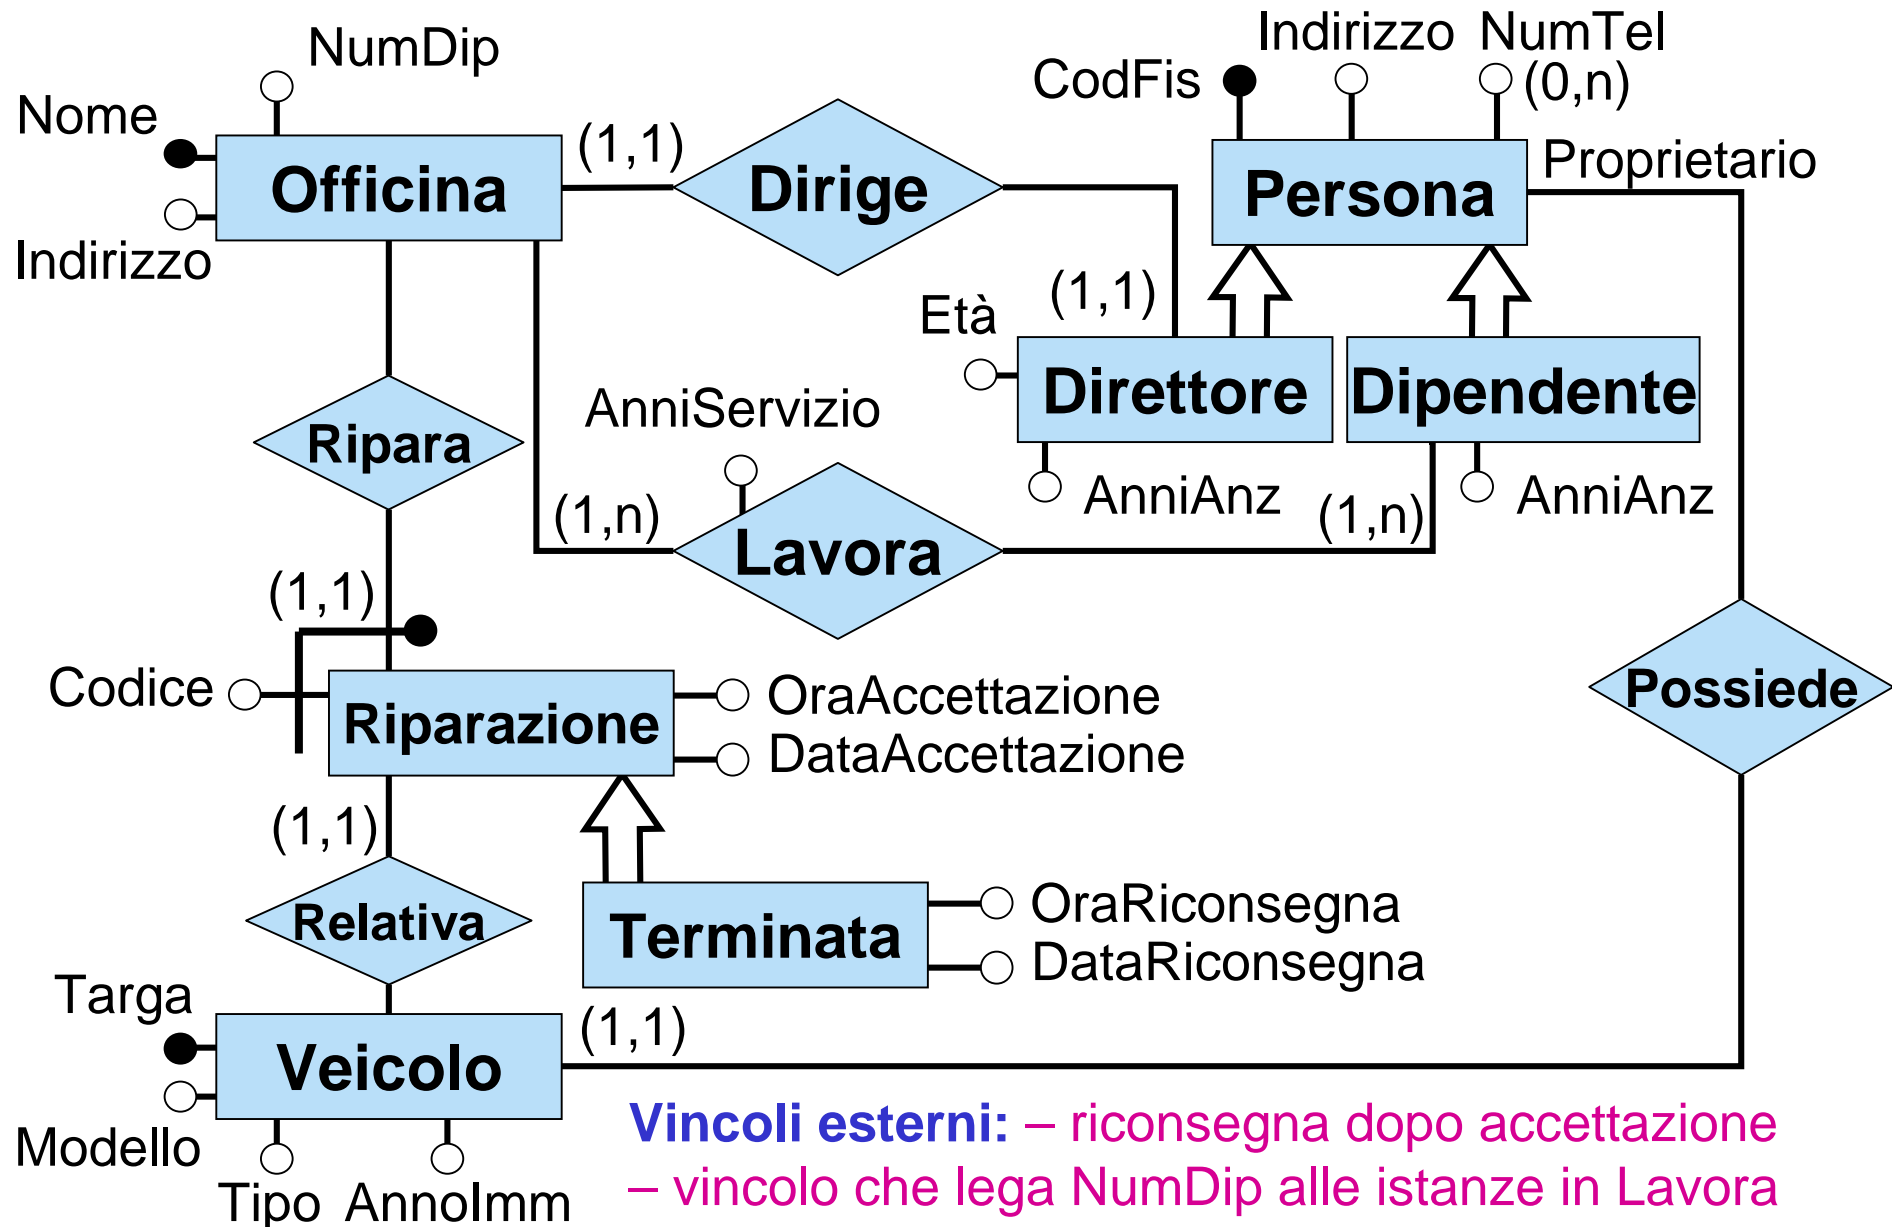 NumDip
Indirizzo NumTel
CodFis
(0,n)
Nome
(1,1)
Proprietario
Officina
Dirige
Persona
Indirizzo
(1,1)
Età
Direttore
Dipendente
AnniServizio
Ripara
AnniAnz
AnniAnz
(1,n)
(1,n)
Lavora
(1,1)
Codice
OraAccettazione
Possiede
Riparazione
DataAccettazione
(1,1)
OraRiconsegna
Relativa
Terminata
DataRiconsegna
Targa
(1,1)
Veicolo
Modello
Vincoli esterni: – riconsegna dopo accettazione
– vincolo che lega NumDip alle istanze in Lavora
Tipo AnnoImm